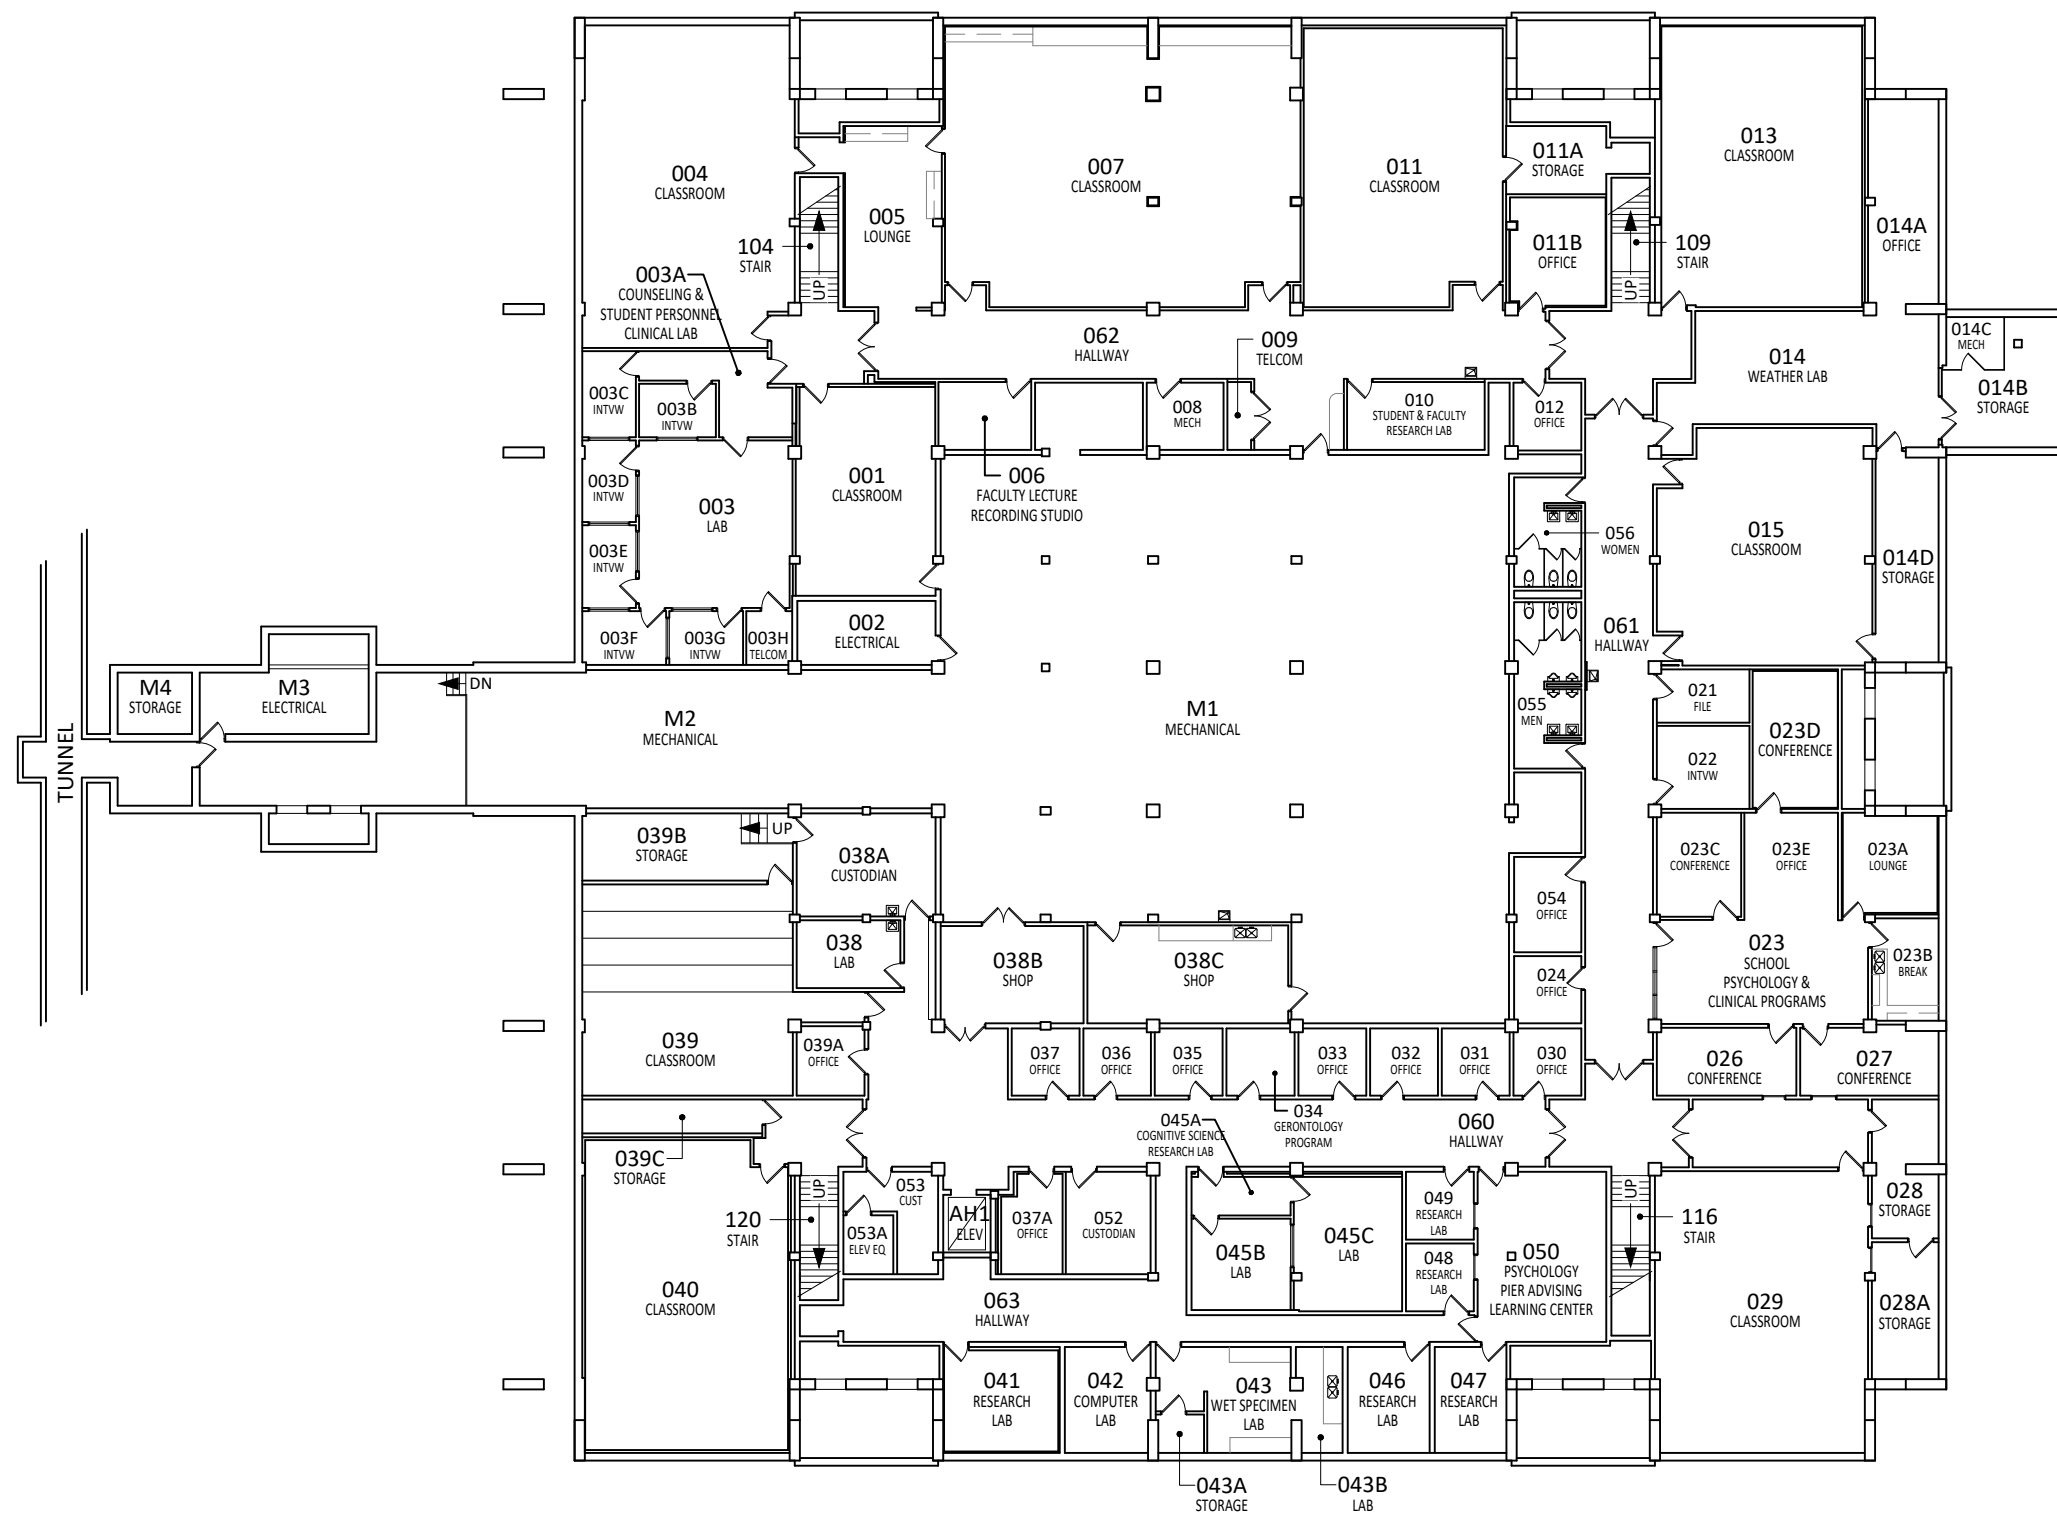 004
CLASSROOM
007
CLASSROOM
011
CLASSROOM
011A
STORAGE
013
CLASSROOM
005
LOUNGE
014A
OFFICE
104
STAIR
011B
OFFICE
109
STAIR
003A
COUNSELING &
STUDENT PERSONNEL
CLINICAL LAB
UP
UP
062
HALLWAY
009
TELCOM
014
WEATHER LAB
014C
MECH
014B
STORAGE
003C
INTVW
003B
INTVW
008
MECH
010
STUDENT & FACULTY
RESEARCH LAB
012
OFFICE
003D
INTVW
003
LAB
001
CLASSROOM
006
FACULTY LECTURE
RECORDING STUDIO
003E
INTVW
056
WOMEN
015
CLASSROOM
014D
STORAGE
003F
INTVW
003G
INTVW
003H
TELCOM
002
ELECTRICAL
061
HALLWAY
M4
STORAGE
M3
ELECTRICAL
DN
M2
MECHANICAL
M1
MECHANICAL
055
MEN
021
FILE
023D
CONFERENCE
022
INTVW
TUNNEL
039B
STORAGE
UP
038A
CUSTODIAN
023C
CONFERENCE
023E
OFFICE
023A
LOUNGE
054
OFFICE
038
LAB
038B
SHOP
038C
SHOP
024
OFFICE
023
SCHOOL
PSYCHOLOGY &
CLINICAL PROGRAMS
023B
BREAK
039
CLASSROOM
039A
OFFICE
037
OFFICE
036
OFFICE
035
OFFICE
033
OFFICE
032
OFFICE
031
OFFICE
030
OFFICE
026
CONFERENCE
027
CONFERENCE
034
GERONTOLOGY
PROGRAM
045A
COGNITIVE SCIENCE
RESEARCH LAB
060
HALLWAY
039C
STORAGE
UP
053
CUST
UP
120
STAIR
053A
ELEV EQ
AH1
ELEV
037A
OFFICE
052
CUSTODIAN
045B
LAB
045C
LAB
049
RESEARCH
LAB
048
RESEARCH
LAB
050
PSYCHOLOGY
PIER ADVISING
LEARNING CENTER
116
STAIR
028
STORAGE
040
CLASSROOM
063
HALLWAY
029
CLASSROOM
028A
STORAGE
041
RESEARCH
LAB
042
COMPUTER
LAB
043
WET SPECIMEN
LAB
046
RESEARCH
LAB
047
RESEARCH
LAB
043A
STORAGE
043B
LAB